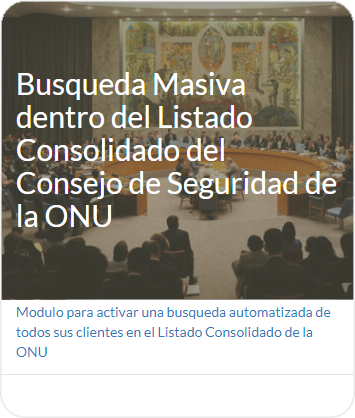 Busqueda Masiva
dentro del Listado
Consolidado del
Consejo de Seguridad de
la ONU
Modulo para activar una busqueda automatizada de
todos sus clientes en el Listado Consolidado de la
ONU